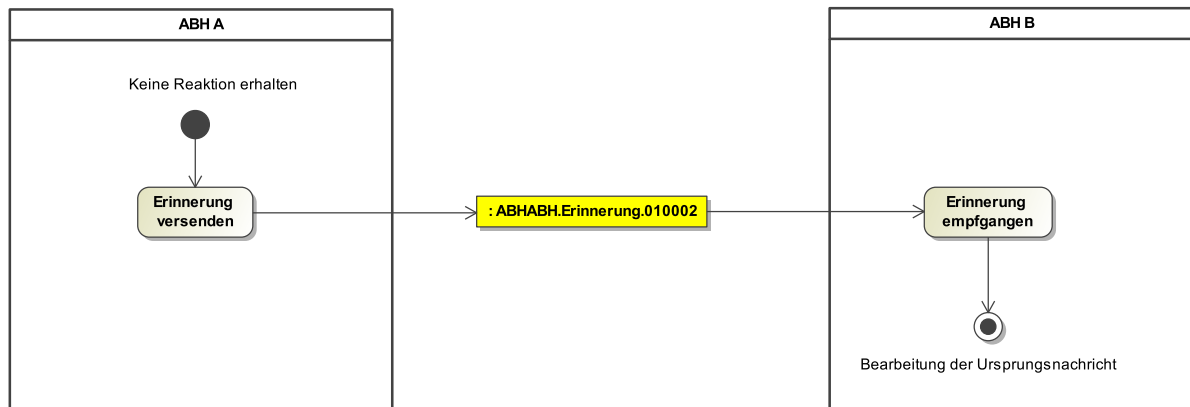 ABH A
ABH B
Keine Reaktion erhalten
Erinnerung
versenden
: ABHABH.Erinnerung.010002
Erinnerung
empfgangen
Bearbeitung der Ursprungsnachricht